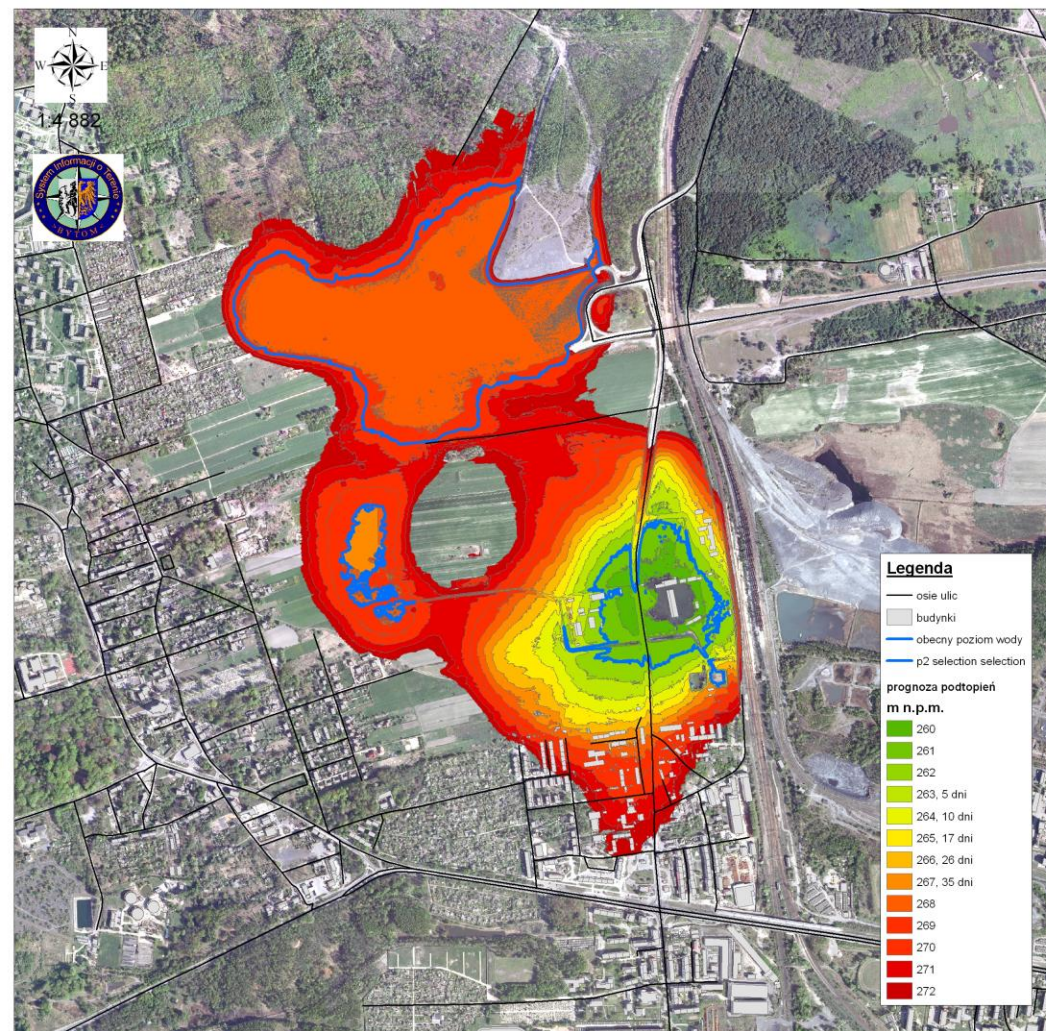 N
W E
S
1:4 882
System Informacji o Terenie
BYTOM
Legenda
osie ulic
budynki
obecny poziom wody
p2 selection selection
prognoza podtopień
m n.p.m.
260
261
262
263, 5 dni
264, 10 dni
265, 17 dni
266, 26 dni
267, 35 dni
268
269
270
271
272